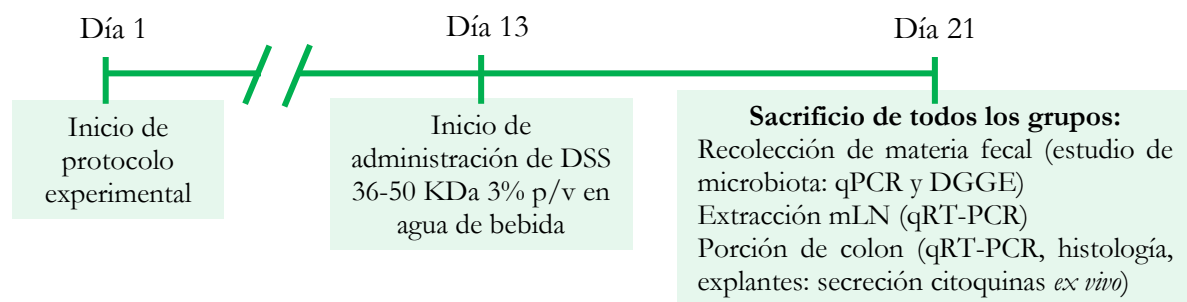 Día 1
Día 13
Día 21
Inicio de
protocolo
experimental
Inicio de
administración de DSS
36-50 KDa 3% p/v en
agua de bebida
Sacrificio de todos los grupos:
Recolección de materia fecal (estudio de
microbiota: qPCR y DGGE)
Extracción mLN (qRT-PCR)
Porción de colon (qRT-PCR, histología,
explantes: secreción citoquinas ex vivo)